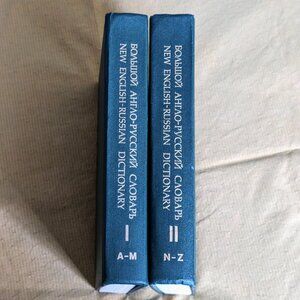 БОЛЬШОЙ АНГЛО-РУССКИЙ СЛОВАРЬ
NEW ENGLISH-RUSSIAN DICTIONARY
I
A-M
БОЛЬШОЙ АНГЛО-РУССКИЙ СЛОВАРЬ
NEW ENGLISH-RUSSIAN DICTIONARY
II
N-Z